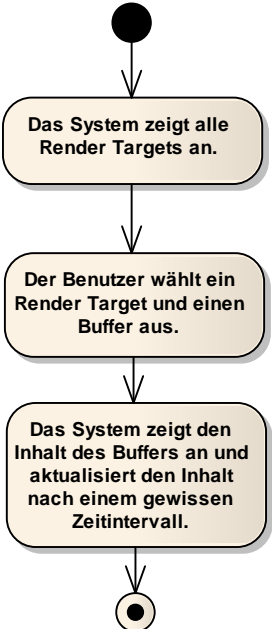 Das System zeigt alle
Render Targets an.
Der Benutzer wählt ein
Render Target und einen
Buffer aus.
Das System zeigt den
Inhalt des Buffers an und
aktualisiert den Inhalt
nach einem gewissen
Zeitintervall.